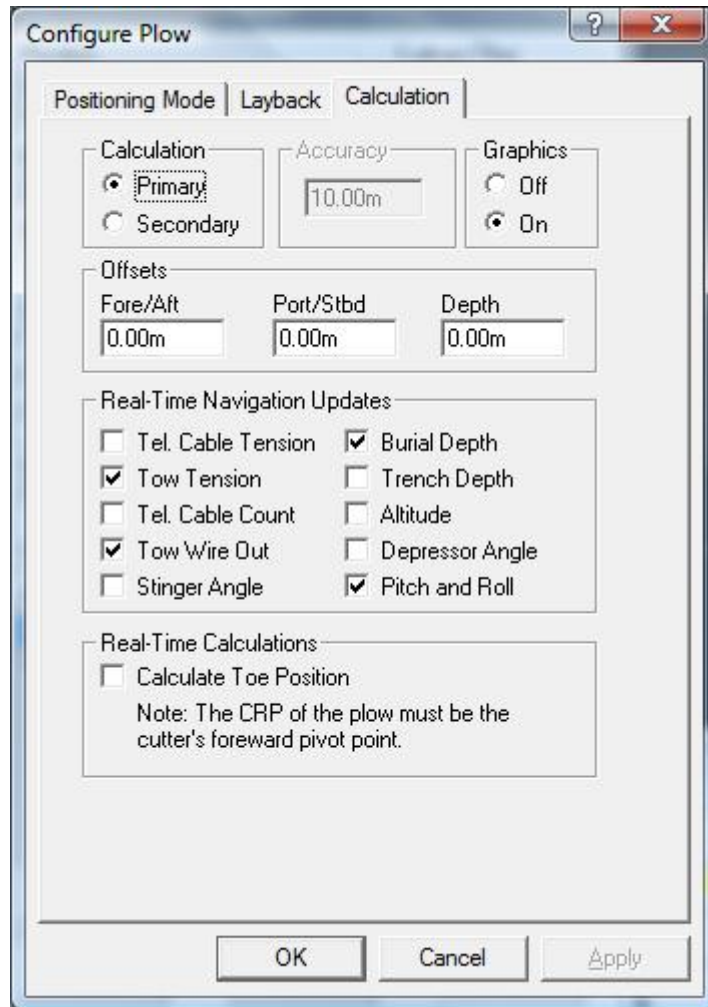 Configure Plow
Positioning Mode Layback Calculation
Calculation
Primary
Secondary
Accuracy
10.00m
Graphics
Off
On
Offsets
Fore/Aft Port/Stbd Depth
0.00m 0.00m 0.00m
Real-Time Navigation Updates
Tel. Cable Tension
Tow Tension
Tel. Cable Count
Tow Wire Out
Stinger Angle
Burial Depth
Trench Depth
Altitude
Depressor Angle
Pitch and Roll
Real-Time Calculations
Calculate Toe Position
Note: The CRP of the plow must be the
cutter's foreward pivot point.
OK Cancel Apply